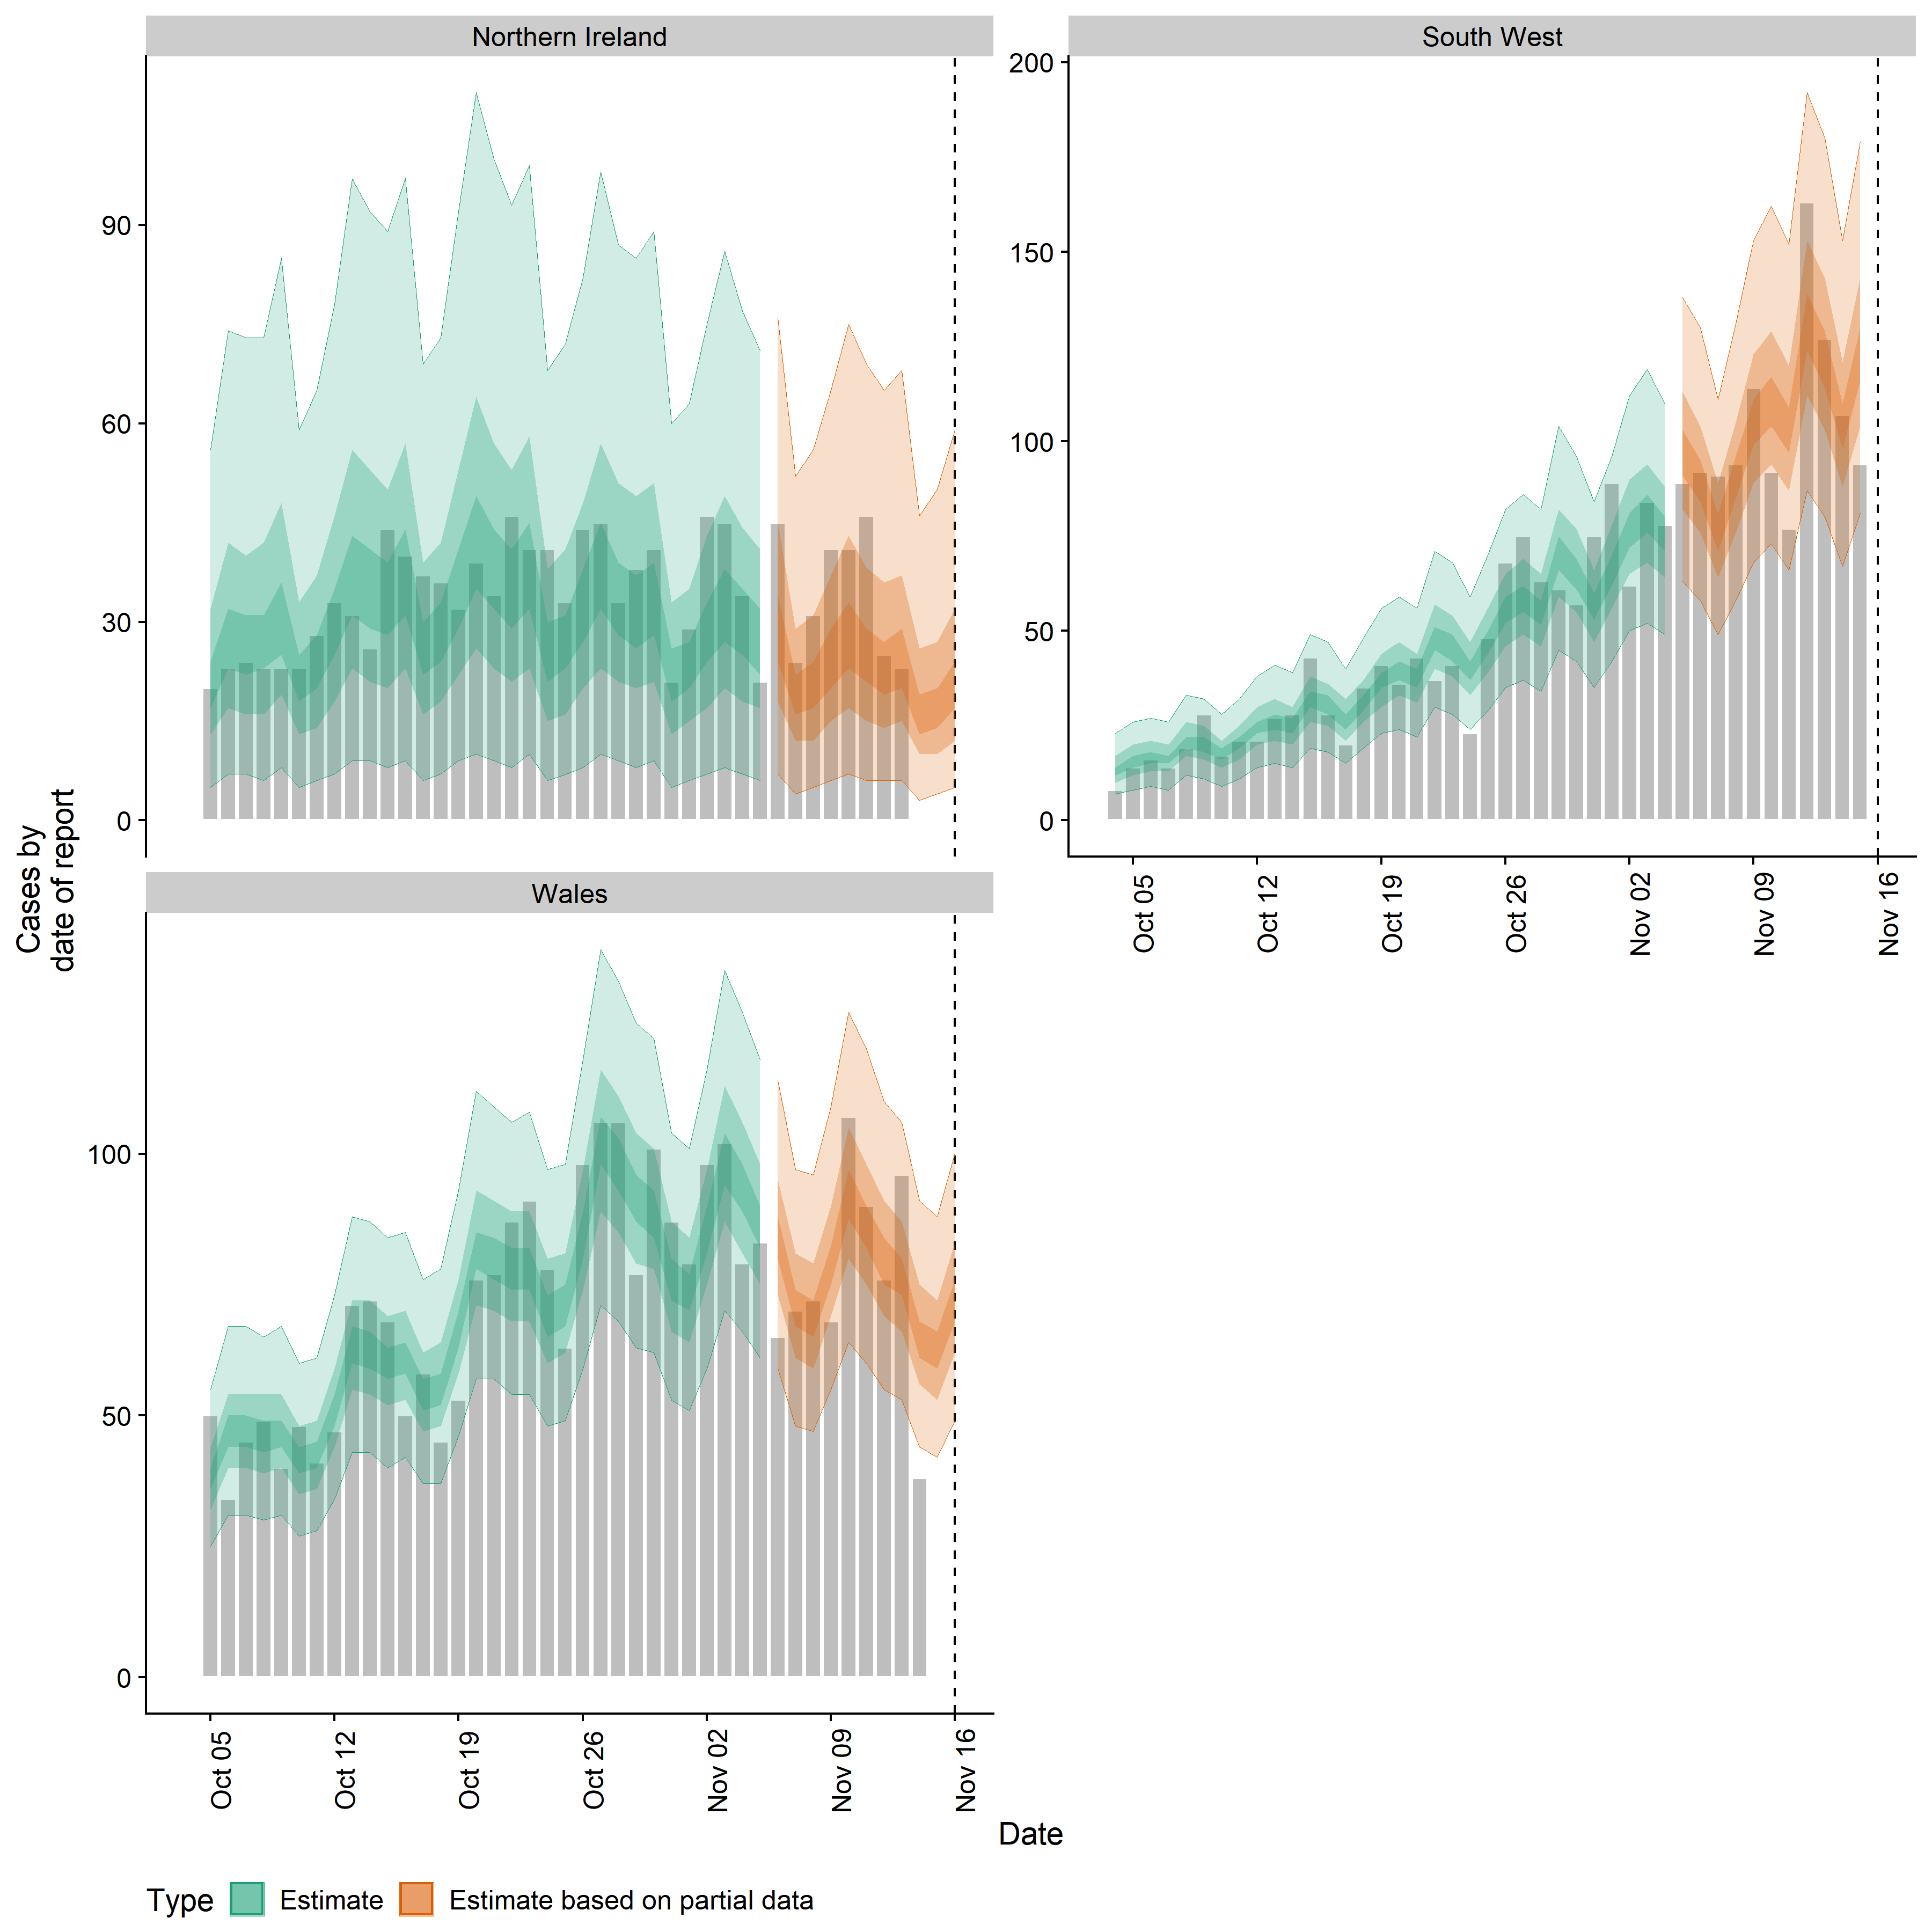 Northern Ireland
South West
90
60
30
0
200
150
100
50
0
Oct 05
Oct 12
Oct 19
Oct 26
Nov 02
Nov 09
Nov 16
Cases by
date of report
Wales
100
50
0
Oct 05
Oct 12
Oct 19
Oct 26
Nov 02
Nov 09
Nov 16
Date
Type Estimate Estimate based on partial data